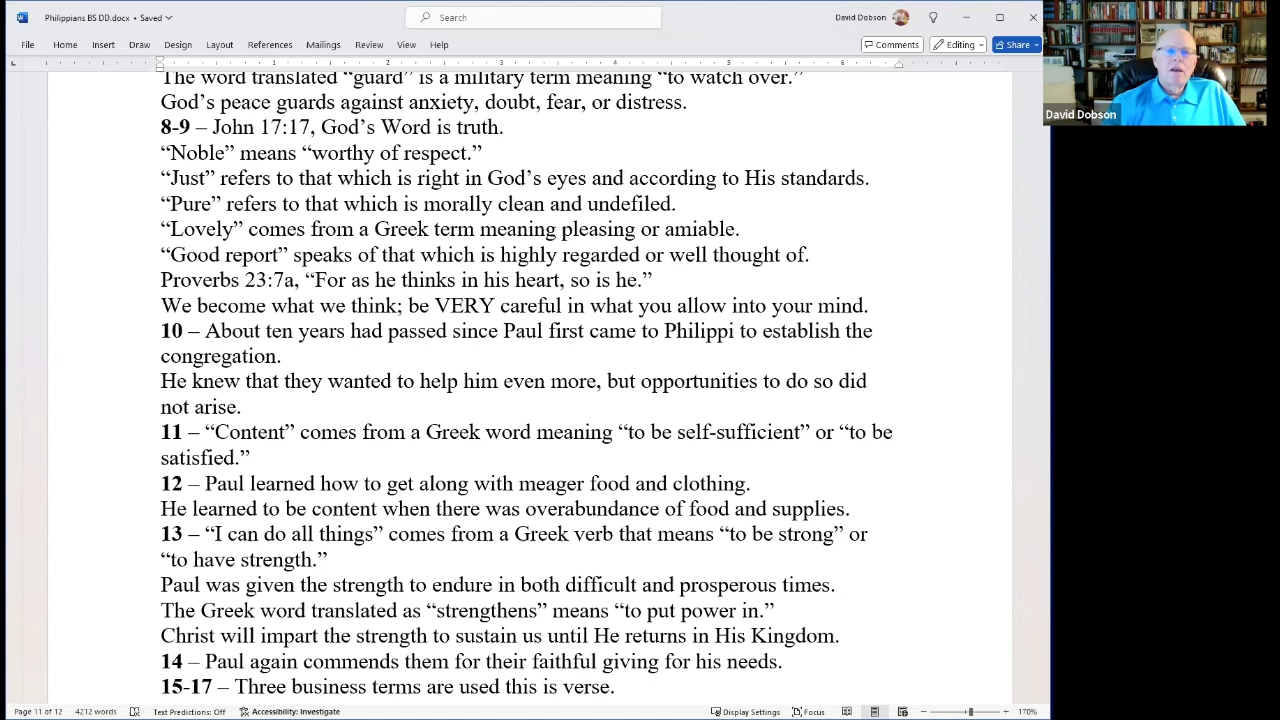 Philippians BS DD.docx • Saved
Search
David Dobson
File Home Insert Draw Design Layout References Mailings Review View Help
Comments Editing Share
1 2 3 4 5 6
The word translated “guard” is a military term meaning “to watch over.”
God’s peace guards against anxiety, doubt, fear, or distress.
8-9 – John 17:17, God’s Word is truth.
“Noble” means “worthy of respect.”
“Just” refers to that which is right in God’s eyes and according to His standards.
“Pure” refers to that which is morally clean and undefiled.
“Lovely” comes from a Greek term meaning pleasing or amiable.
“Good report” speaks of that which is highly regarded or well thought of.
Proverbs 23:7a, “For as he thinks in his heart, so is he.”
We become what we think; be VERY careful in what you allow into your mind.
10 – About ten years had passed since Paul first came to Philippi to establish the
congregation.
He knew that they wanted to help him even more, but opportunities to do so did
not arise.
11 – “Content” comes from a Greek word meaning “to be self-sufficient” or “to be
satisfied.”
12 – Paul learned how to get along with meager food and clothing.
He learned to be content when there was overabundance of food and supplies.
13 – “I can do all things” comes from a Greek verb that means “to be strong” or
“to have strength.”
Paul was given the strength to endure in both difficult and prosperous times.
The Greek word translated as “strengthens” means “to put power in.”
Christ will impart the strength to sustain us until He returns in His Kingdom.
14 – Paul again commends them for their faithful giving for his needs.
15-17 – Three business terms are used this is verse.
Page 11 of 12 4212 words Text Predictions: Off Accessibility: Investigate Display Settings Focus 170%
David Dobson